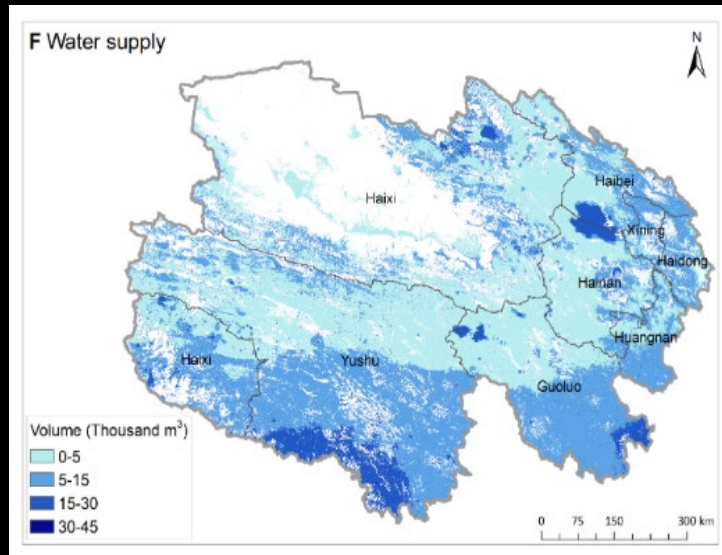 F Water supply
N
Haixi
Haibei
Xining
Haidong
Hainan
Huangnan
Haixi
Yushu
Guoluo
Volume (Thousand m³)
0-5
5-15
15-30
30-45
0 75 150 300 km